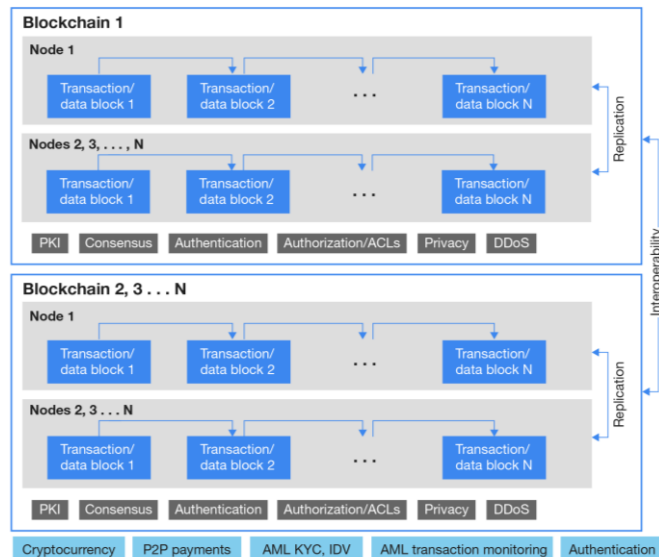 Blockchain 1
Node 1
Transaction/
data block 1
Transaction/
data block 2
...
Transaction/
data block N
Nodes 2, 3, . . . , N
Transaction/
data block 1
Transaction/
data block 2
...
Transaction/
data block N
Replication
PKI
Consensus
Authentication
Authorization/ACLs
Privacy
DDoS
Interoperability
Blockchain 2, 3 . . . N
Node 1
Transaction/
data block 1
Transaction/
data block 2
...
Transaction/
data block N
Nodes 2, 3 . . . N
Transaction/
data block 1
Transaction/
data block 2
...
Transaction/
data block N
Replication
PKI
Consensus
Authentication
Authorization/ACLs
Privacy
DDoS
Cryptocurrency
P2P payments
AML KYC, IDV
AML transaction monitoring
Authentication